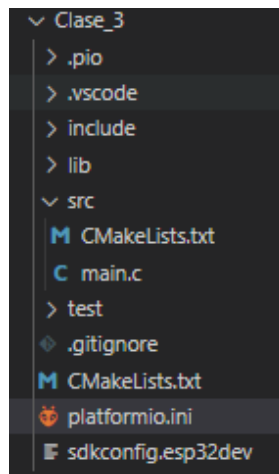 Clase_3
.pio
.vscode
include
lib
src
M CMakeLists.txt
C main.c
test
.gitignore
M CMakeLists.txt
platformio.ini
sdkconfig.esp32dev